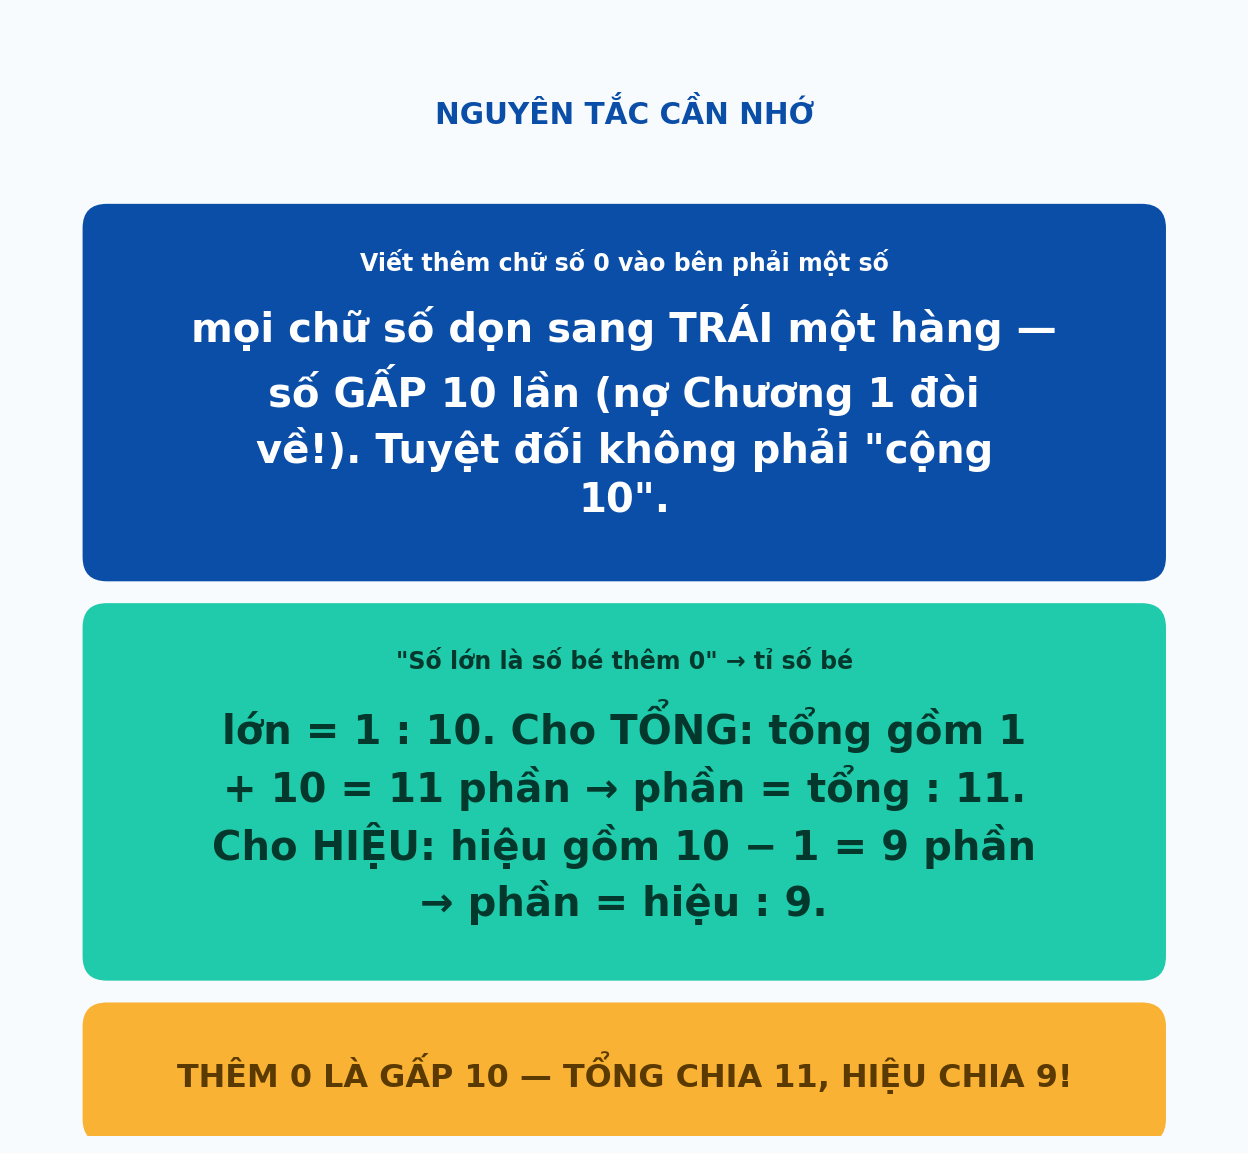 NGUYÊN TẮC CẦN NHỚ
Viết thêm chữ số 0 vào bên phải một số
mọi chữ số dọn sang TRÁI một hàng —
số GẤP 10 lần (nợ Chương 1 đòi
về!). Tuyệt đối không phải "cộng
10".
"Số lớn là số bé thêm 0" → tỉ số bé
lớn = 1 : 10. Cho TỔNG: tổng gồm 1
+ 10 = 11 phần → phần = tổng : 11.
Cho HIỆU: hiệu gồm 10 − 1 = 9 phần
→ phần = hiệu : 9.
THÊM 0 LÀ GẤP 10 — TỔNG CHIA 11, HIỆU CHIA 9!